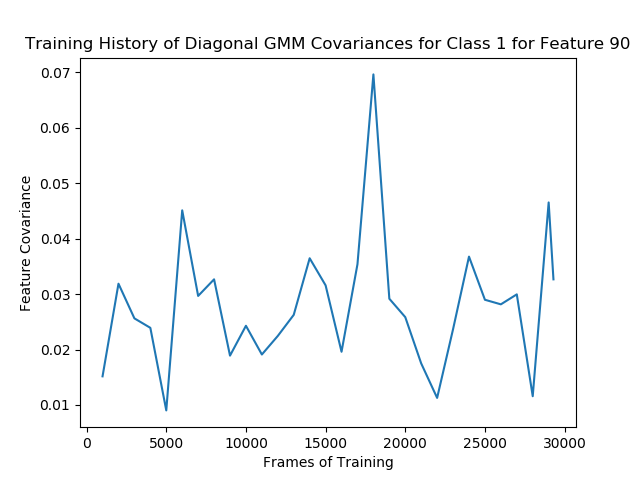 Training History of Diagonal GMM Covariances for Class 1 for Feature 90
0.07
0.06
0.05
0.04
0.03
0.02
0.01
Feature Covariance
0 5000 10000 15000 20000 25000 30000
Frames of Training